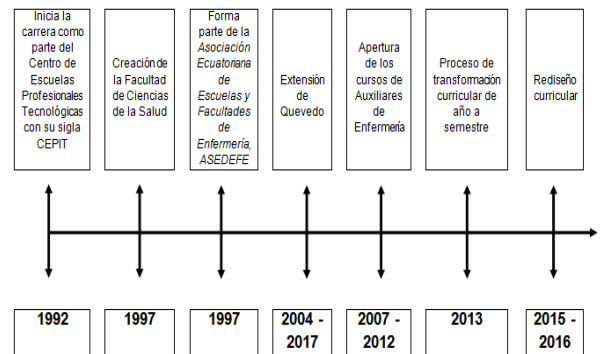 Inicia la
carrera como
parte del
Centro de
Escuelas
Profesionales
Tecnológicas
con su sigla
CEPIT
Creación de
la Facultad
de Ciencias
de la Salud
Forma
parte de la
Asociación
Ecuatoriana
de
Escuelas y
Facultades
de
Enfermería,
ASEDEFE
Extensión
de
Quevedo
Apertura
de los
cursos de
Auxiliares
de
Enfermería
Proceso de
transformación
curricular de
año a
semestre
Rediseño
curricular
1992
1997
1997
2004 -
2017
2007 -
2012
2013
2015 -
2016